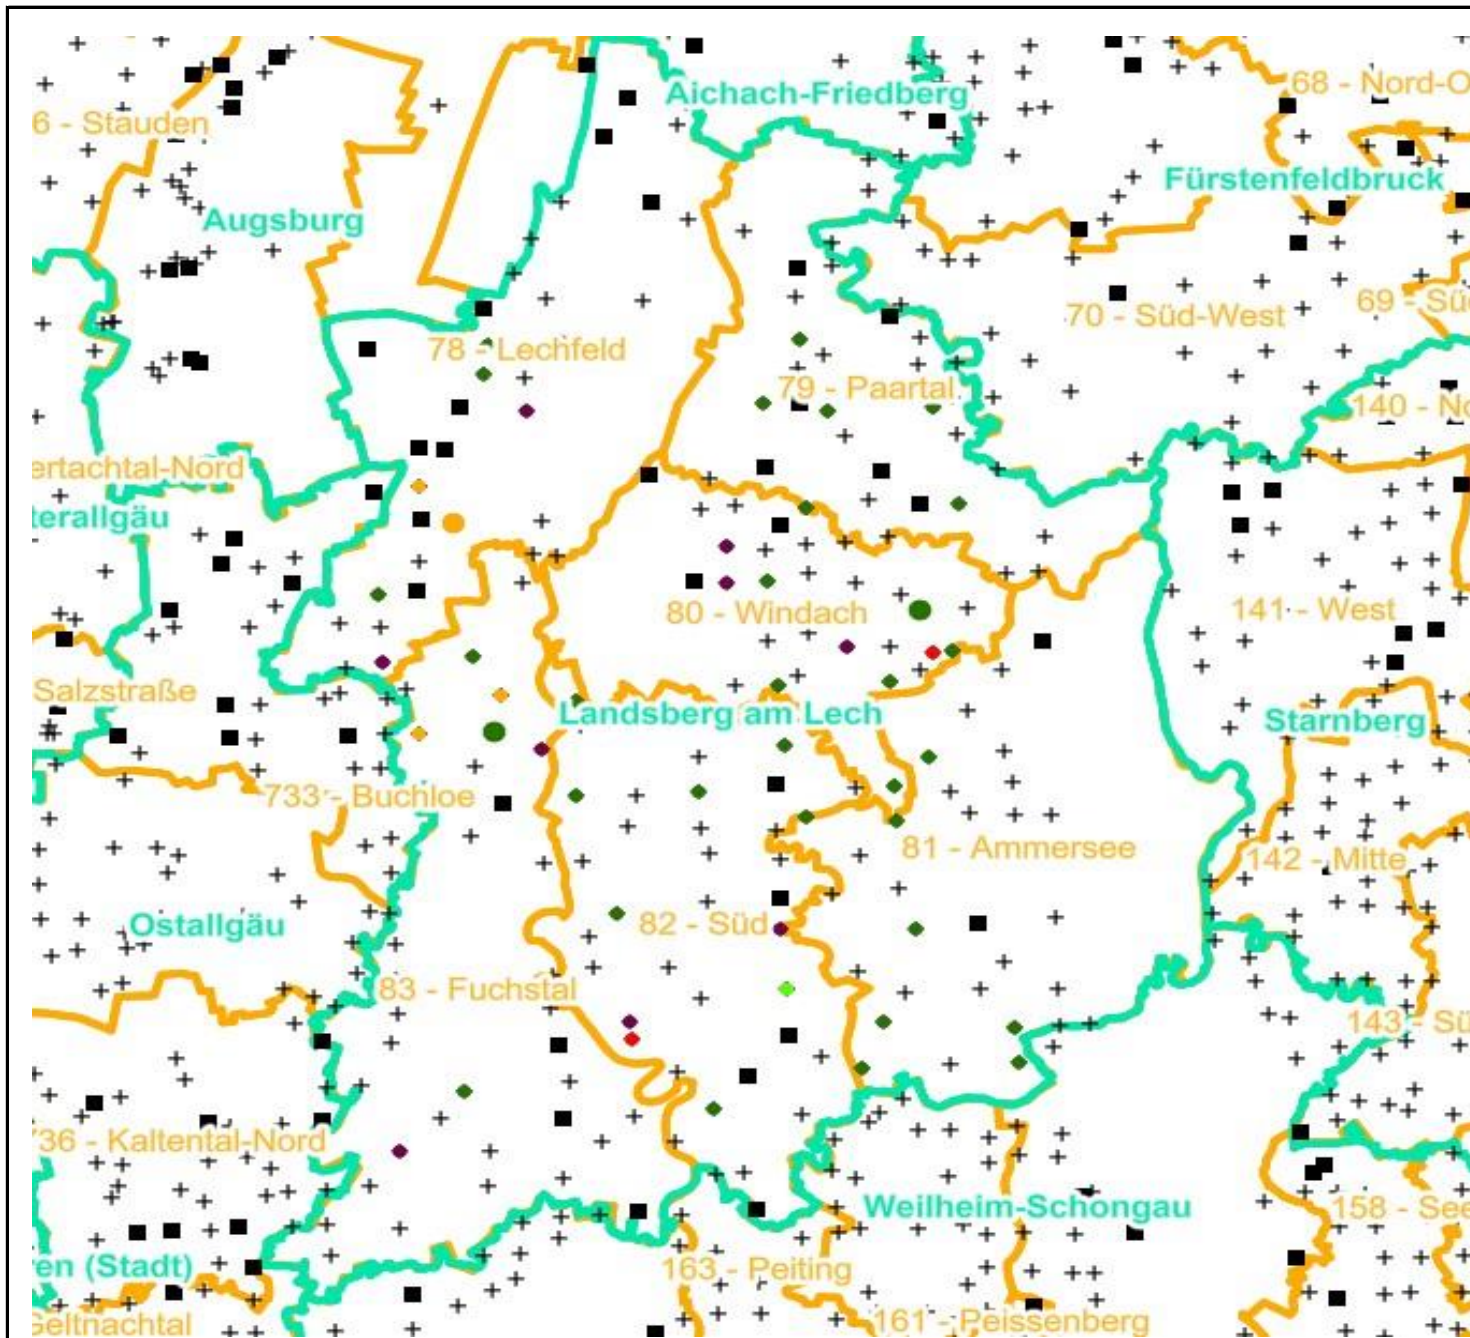 Aichach-Friedberg
68 - Nord-O
6 - Stauden
Fürstenfeldbruck
Augsburg
69 - Sü
70 - Süd-West
78 - Lechfeld
79 - Paartal
140 - No
ertachtal-Nord
terallgäu
80 - Windach
141 - West
Salzstraße
Landsberg am Lech
Starnberg
733 - Buchloe
81 - Ammersee
142 - Mitte
Ostallgäu
82 - Süd
83 - Fuchstal
143 - Sü
736 - Kaltental-Nord
Weilheim-Schongau
158 - See
ren (Stadt)
163 - Peiting
Geltnachtal
161 - Peissenberg